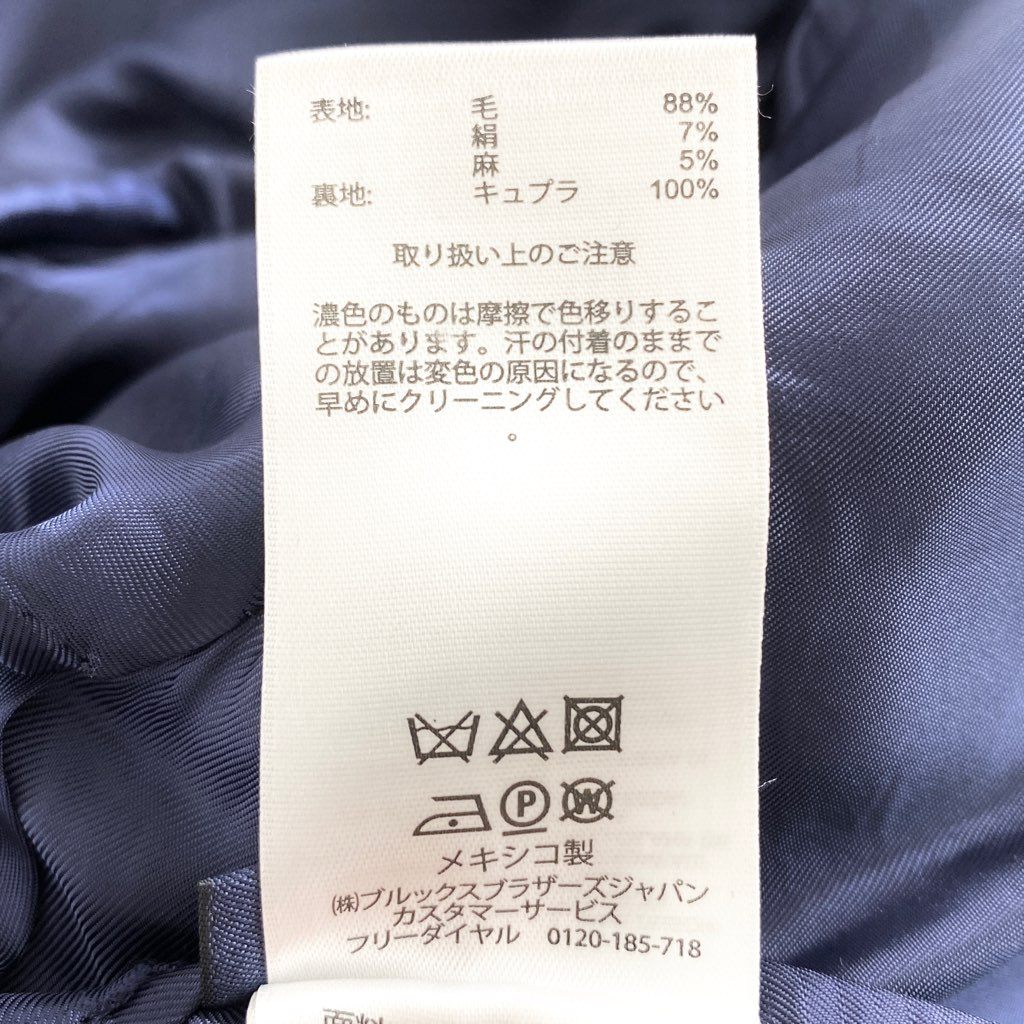 表地: 毛 88%
絹 7%
麻 5%
裏地: キュプラ 100%
取り扱い上のご注意
濃色のものは摩擦で色移りするこ
とがあります。汗の付着のままで
の放置は変色の原因になるので、
早めにクリーニングしてください
。
P W
メキシコ製
㈱ブルックスブラザーズジャパン
カスタマーサービス
フリーダイヤル 0120-185-718
面料